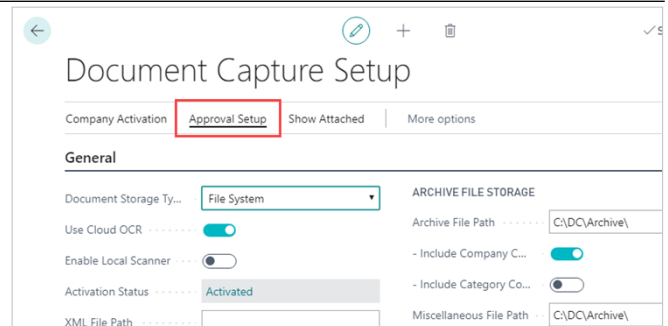 Document Capture Setup
Company Activation Approval Setup Show Attached More options
General
Document Storage Ty... File System
Use Cloud OCR
Enable Local Scanner
Activation Status Activated
XML File Path
ARCHIVE FILE STORAGE
Archive File Path C:\DC\Archive\
- Include Company C...
- Include Category Co...
Miscellaneous File Path C:\DC\Archive\